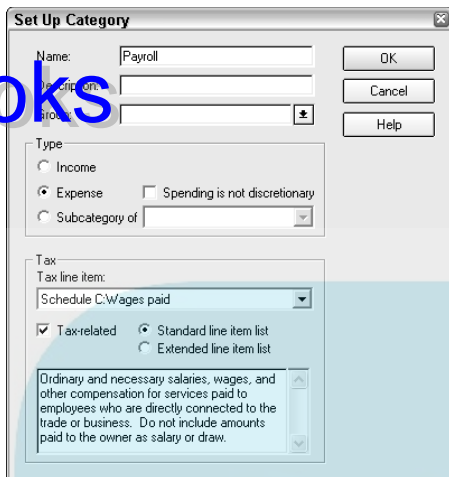 Set Up Category
Name: Payroll OK
oks
Description: Cancel
Group: Help
Type
Income
Expense Spending is not discretionary
Subcategory of
Tax
Tax line item:
Schedule C:Wages paid
Tax-related Standard line item list
Extended line item list
Ordinary and necessary salaries, wages, and
other compensation for services paid to
employees who are directly connected to the
trade or business. Do not include amounts
paid to the owner as salary or draw.